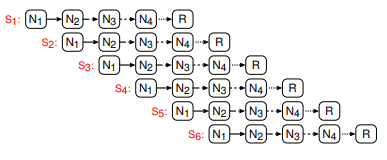 S1: N1 N2 N3 N4 R
S2: N1 N2 N3 N4 R
S3: N1 N2 N3 N4 R
S4: N1 N2 N3 N4 R
S5: N1 N2 N3 N4 R
S6: N1 N2 N3 N4 R